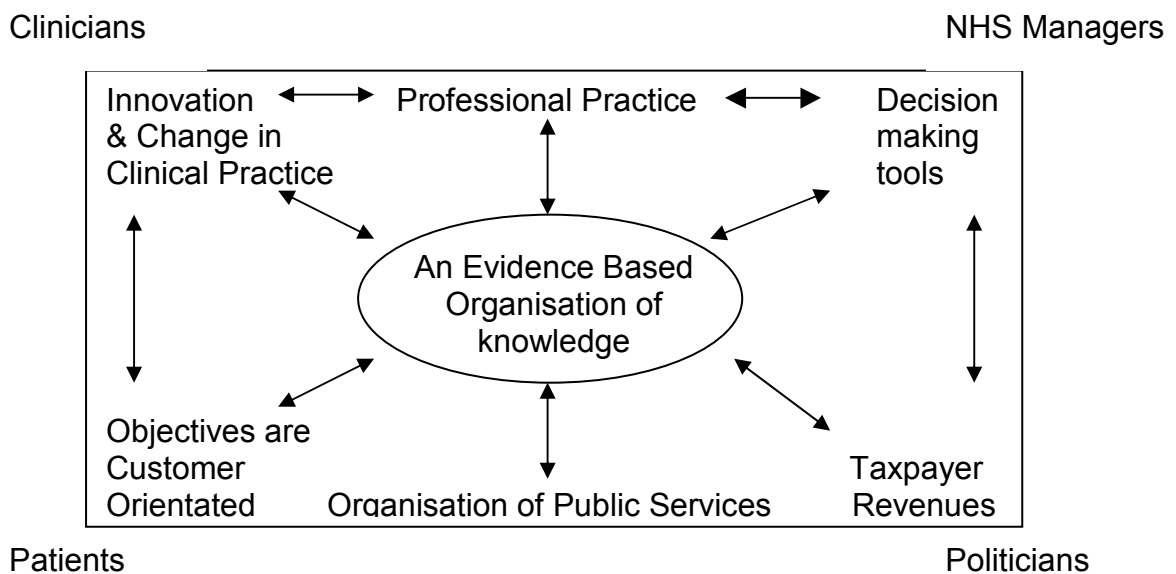 Clinicians
NHS Managers
Innovation
& Change in
Clinical Practice
Professional Practice
Decision
making
tools
An Evidence Based
Organisation of
knowledge
Objectives are
Customer
Orientated
Organisation of Public Services
Taxpayer
Revenues
Patients
Politicians